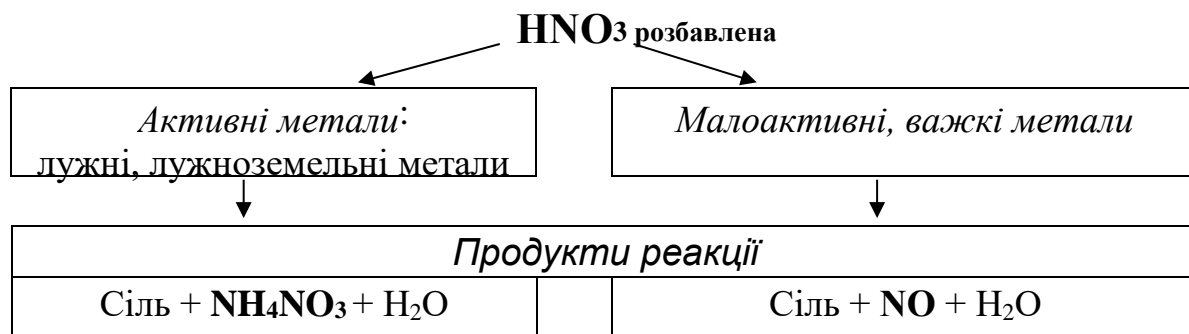 HNO3 розбавлена
Активні метали:
лужні, лужноземельні метали
Малоактивні, важкі метали
Продукти реакції
Сіль + NH4NO3 + H2O
Сіль + NO + H2O